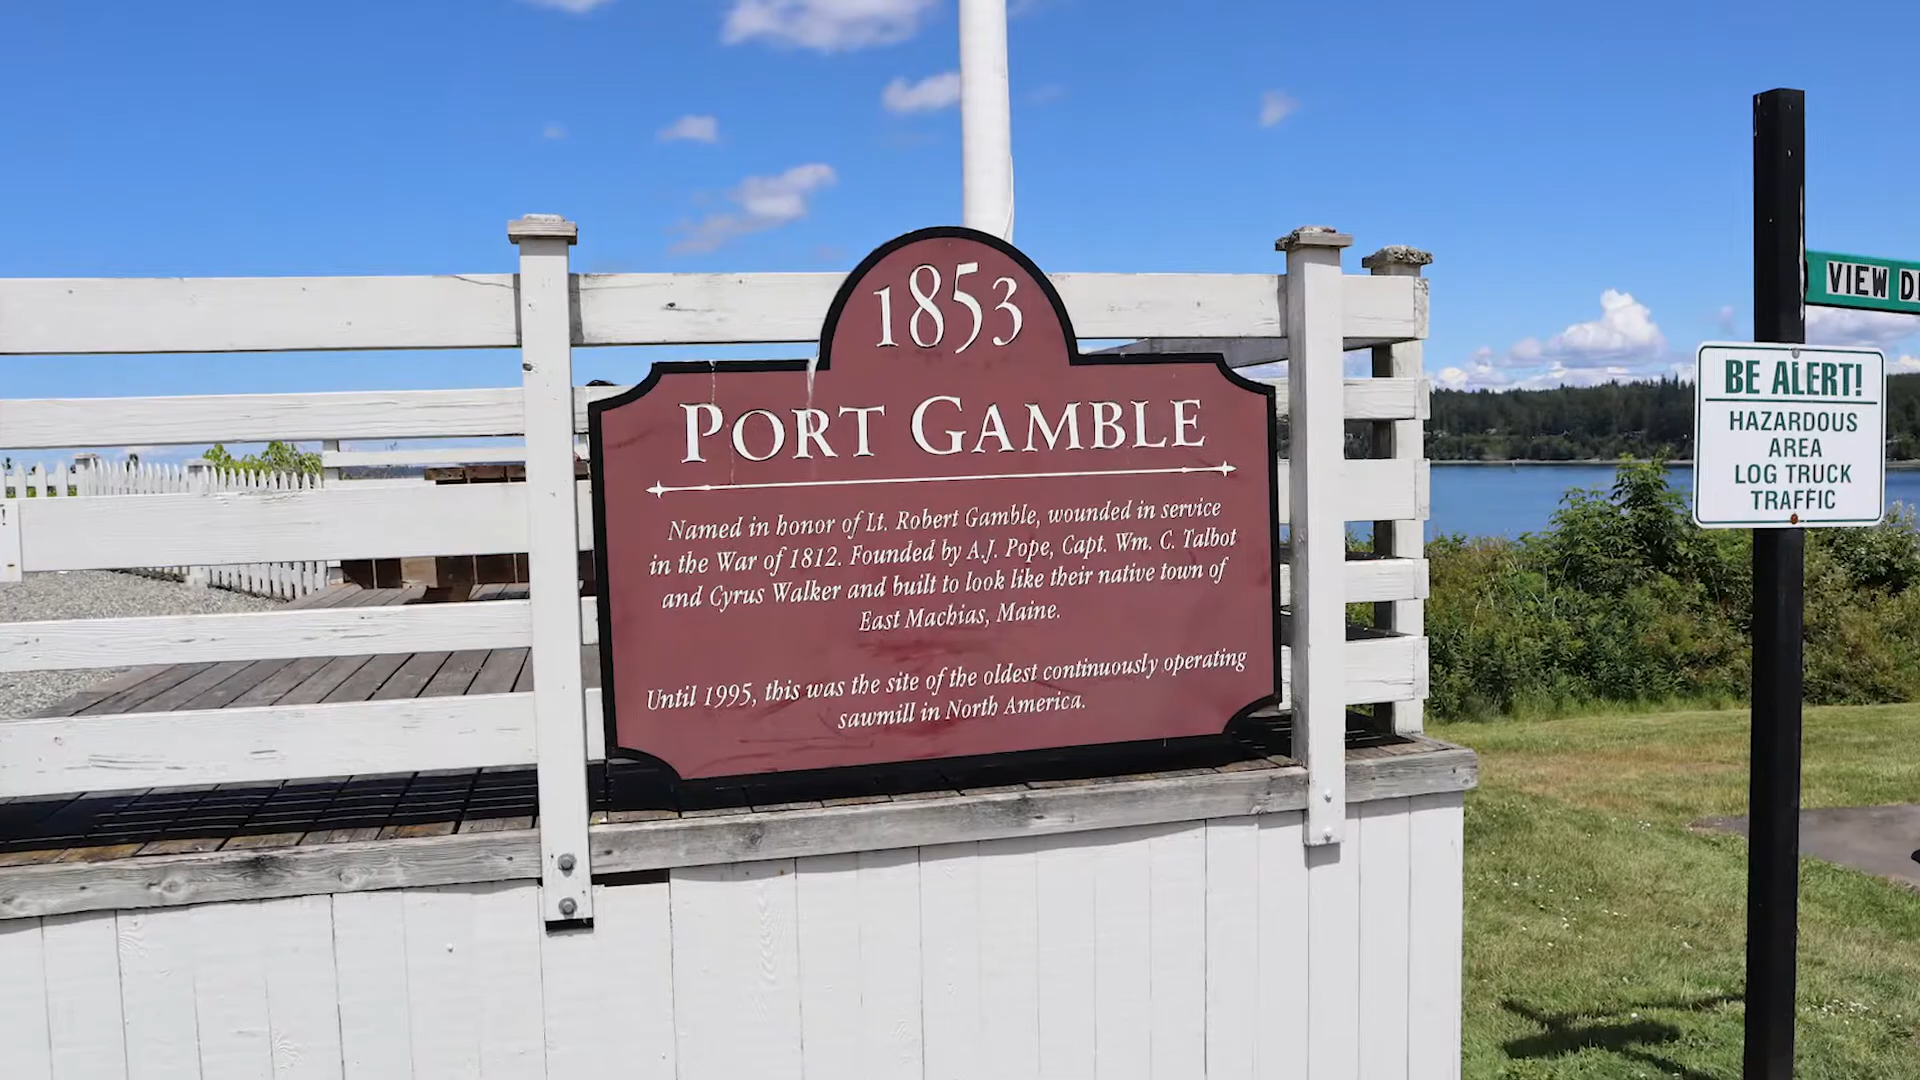 1853
PORT GAMBLE
Named in honor of Lt. Robert Gamble, wounded in service
in the War of 1812. Founded by A.J. Pope, Capt. Wm. C. Talbot
and Cyrus Walker and built to look like their native town of
East Machias, Maine.
Until 1995, this was the site of the oldest continuously operating
sawmill in North America.
VIEW
BE ALERT!
HAZARDOUS
AREA
LOG TRUCK
TRAFFIC